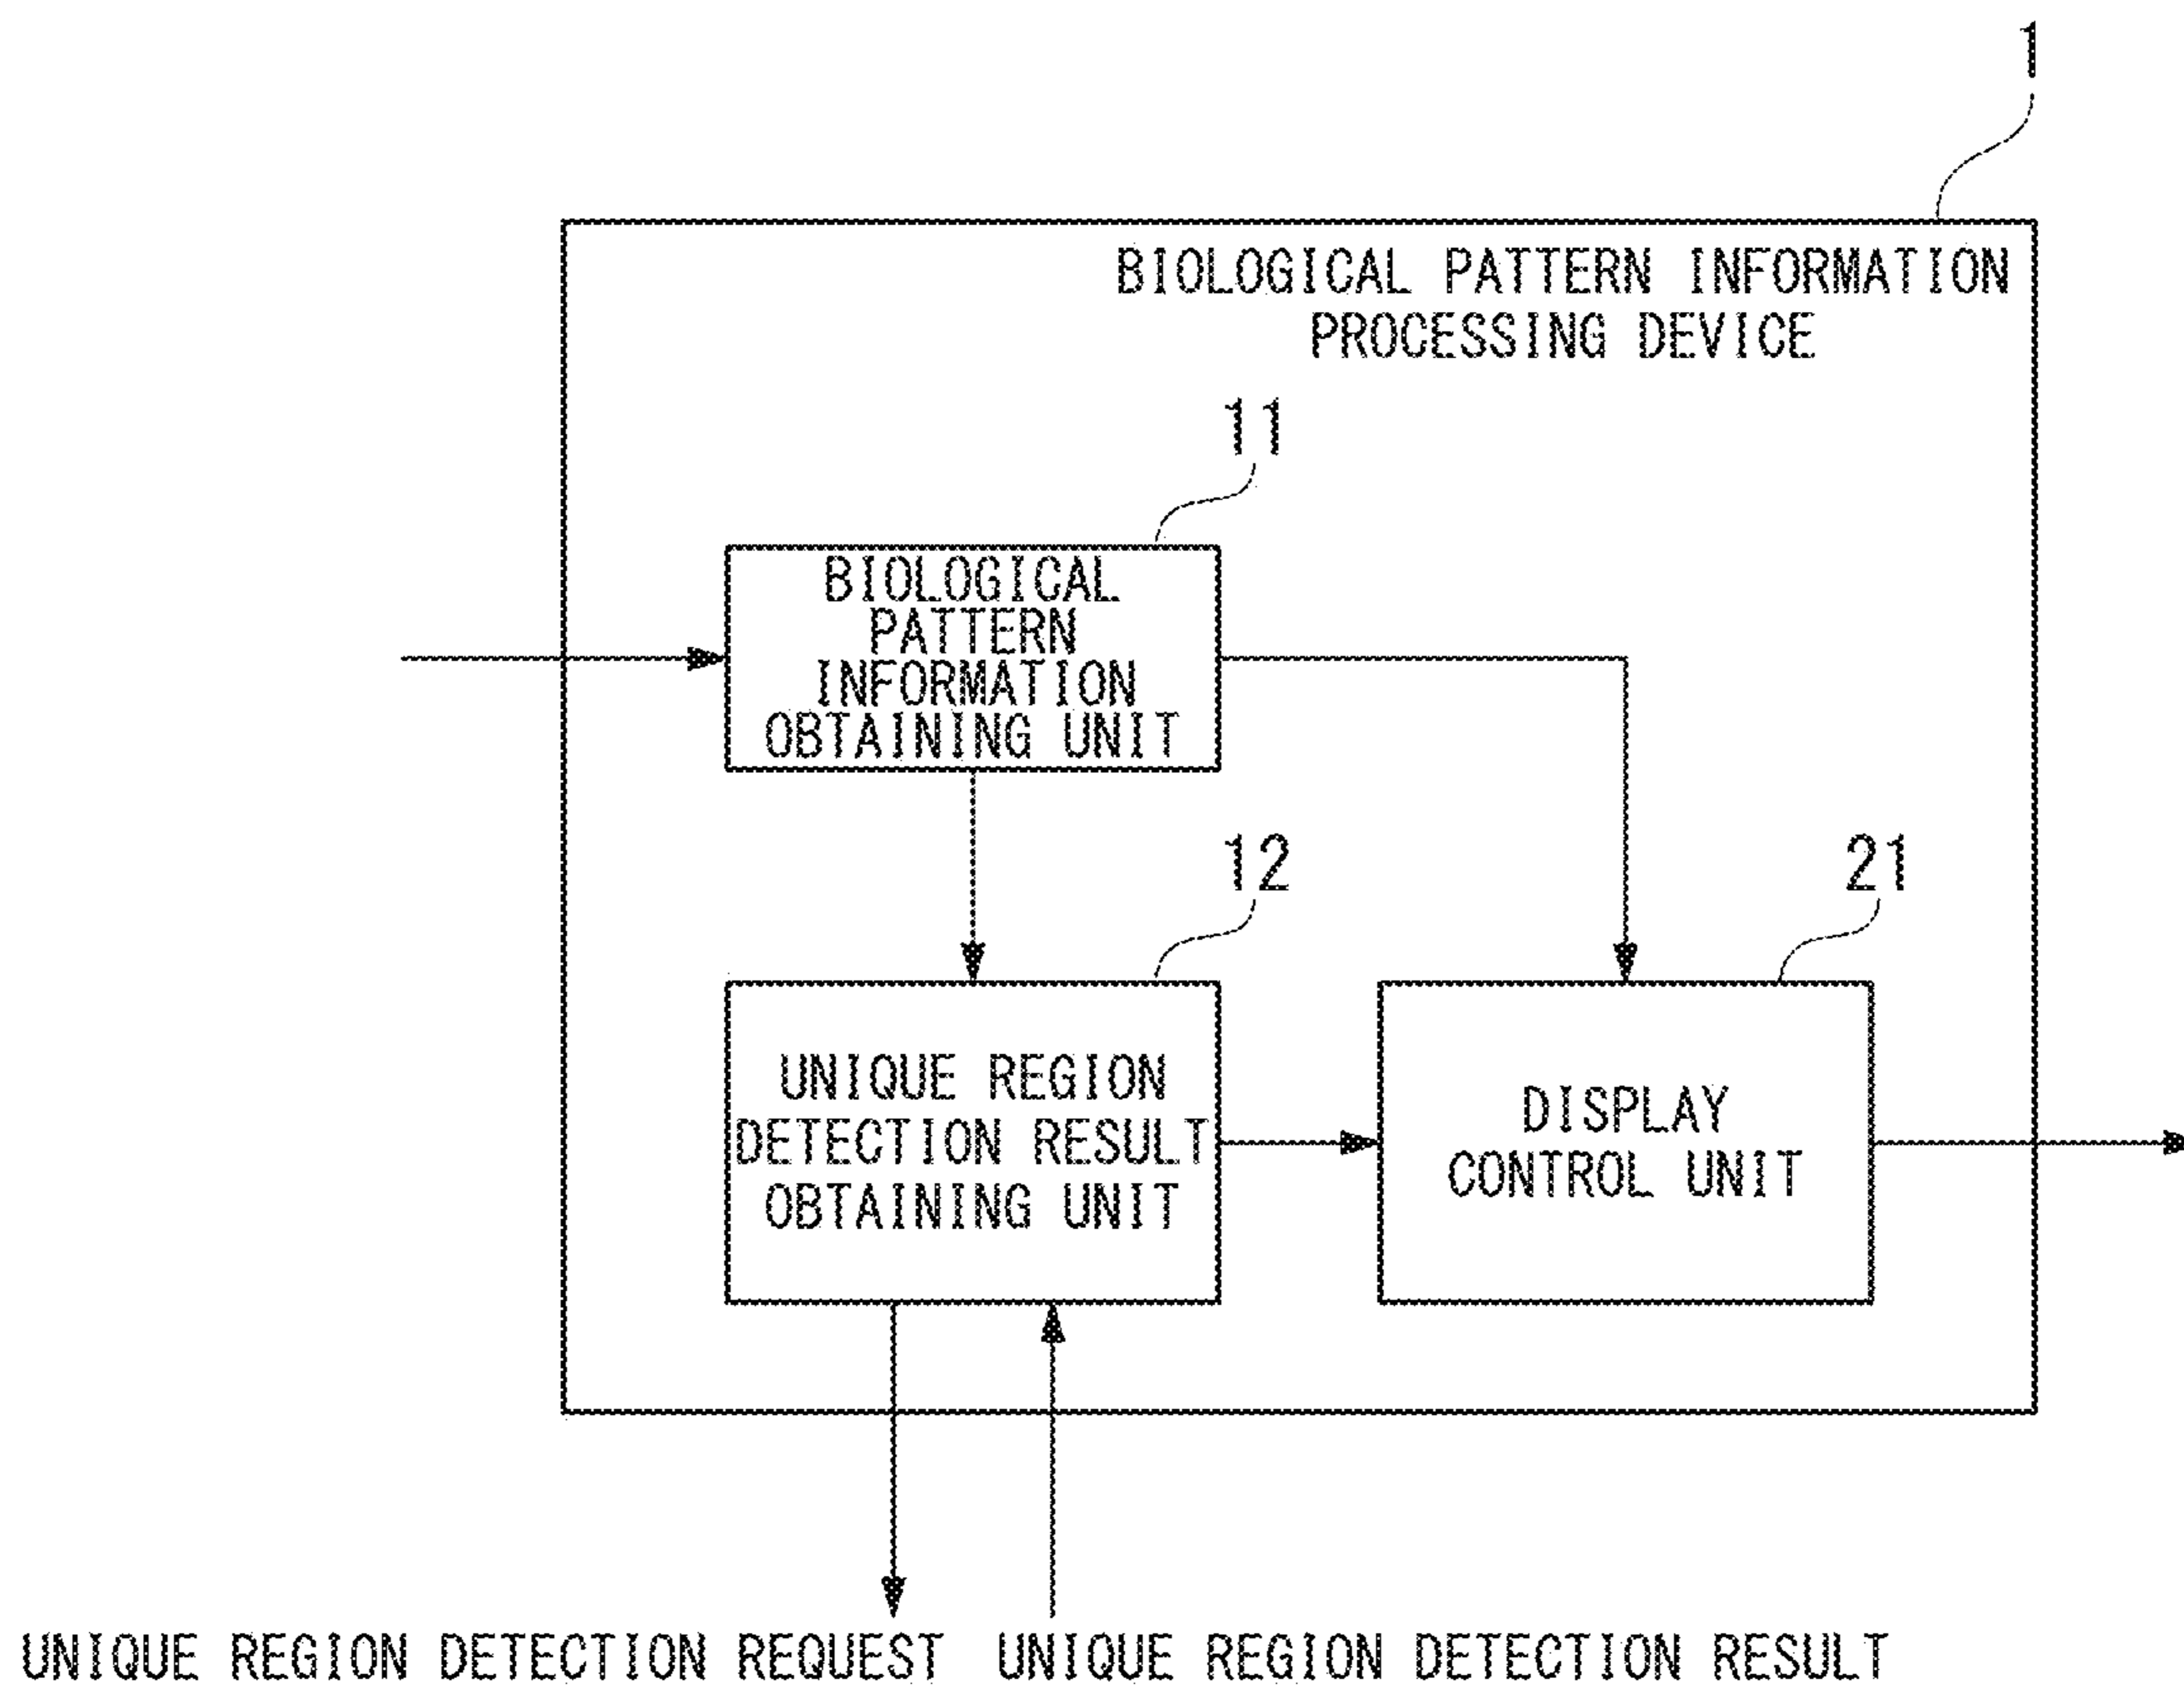 1
BIOLOGICAL PATTERN INFORMATION
PROCESSING DEVICE
11
BIOLOGICAL
PATTERN
INFORMATION
OBTAINING UNIT
12
21
UNIQUE REGION
DETECTION RESULT
OBTAINING UNIT
DISPLAY
CONTROL UNIT
UNIQUE REGION DETECTION REQUEST
UNIQUE REGION DETECTION RESULT